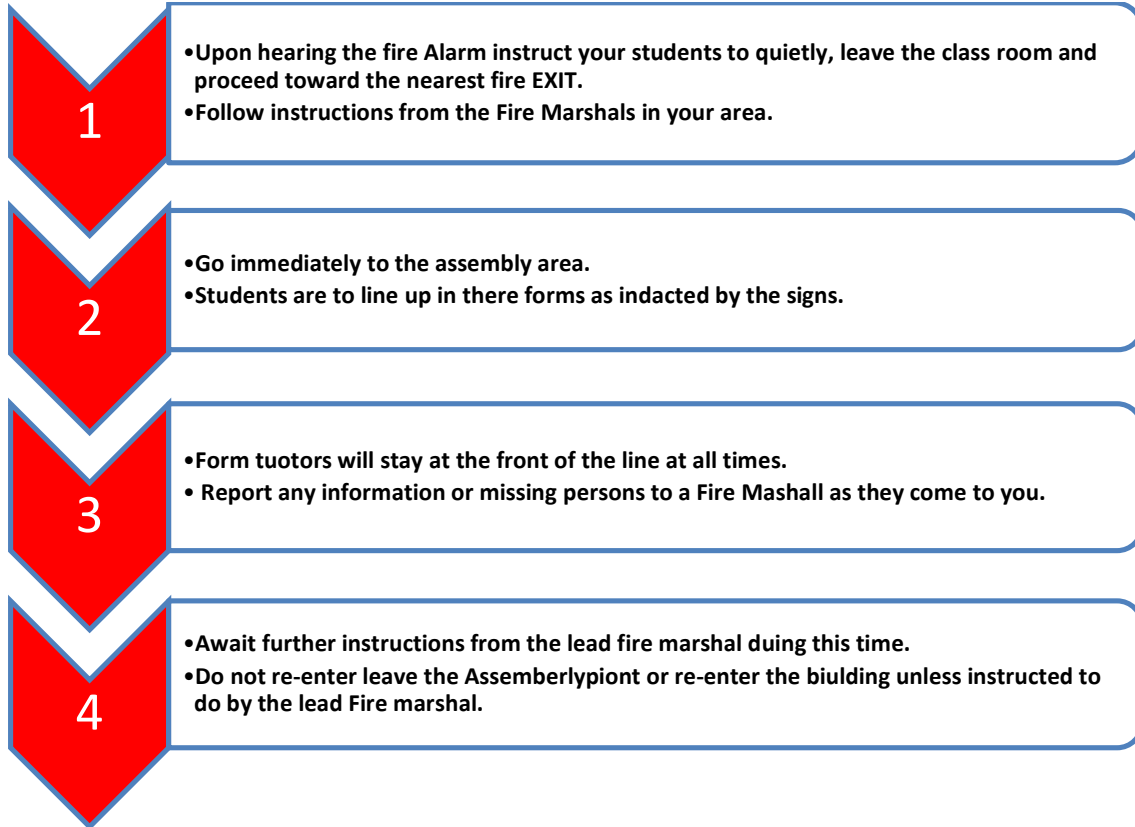 1
•Upon hearing the fire Alarm instruct your students to quietly, leave the class room and
proceed toward the nearest fire EXIT.
•Follow instructions from the Fire Marshals in your area.
2
•Go immediately to the assembly area.
•Students are to line up in there forms as indacted by the signs.
3
•Form tuotors will stay at the front of the line at all times.
• Report any information or missing persons to a Fire Mashall as they come to you.
4
•Await further instructions from the lead fire marshal duing this time.
•Do not re-enter leave the Assemberlypiont or re-enter the biulding unless instructed to
do by the lead Fire marshal.